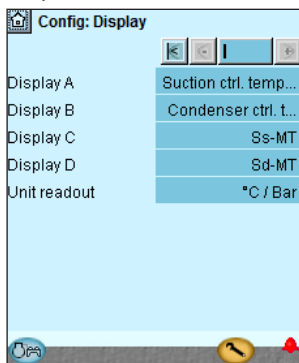 Config: Display
Display A Suction ctrl. temp...
Display B Condenser ctrl. t...
Display C Ss-MT
Display D Sd-MT
Unit readout °C / Bar